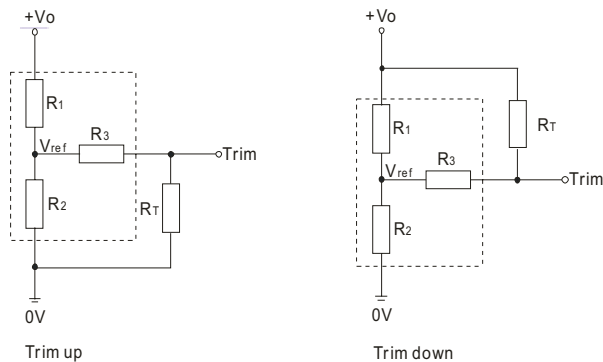 +Vo
R1
R3
Vref
Trim
R2
RT
0V
Trim up
+Vo
R1
RT
R3
Vref
Trim
R2
0V
Trim down